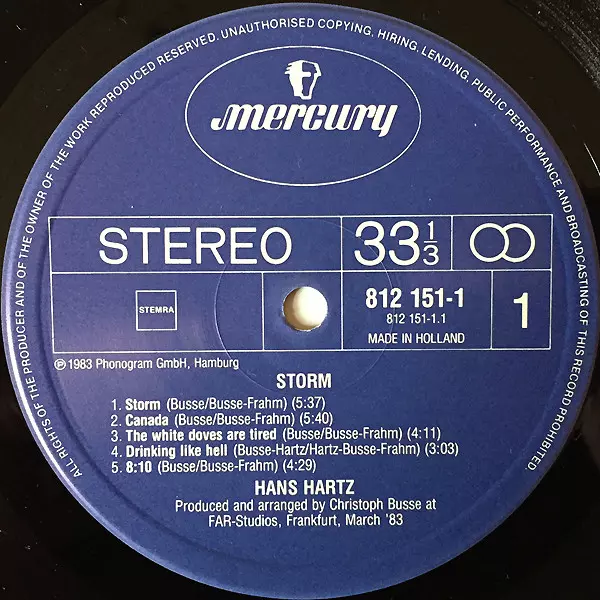 ALL RIGHTS OF THE PRODUCER AND OF THE OWNER OF THE WORK REPRODUCED RESERVED. UNAUTHORISED COPYING, HIRING, LENDING, PUBLIC PERFORMANCE AND BROADCASTING OF THIS RECORD PROHIBITED.
mercury
STEREO 33 1/3
812 151-1
STEMRA 812 151-1.1 1
MADE IN HOLLAND
℗ 1983 Phonogram GmbH, Hamburg
STORM
1. Storm (Busse/Busse-Frahm) (5:37)
2. Canada (Busse/Busse-Frahm) (5:40)
3. The white doves are tired (Busse/Busse-Frahm) (4:11)
4. Drinking like hell (Busse-Hartz/Hartz-Busse-Frahm) (3:03)
5. 8:10 (Busse/Busse-Frahm) (4:29)
HANS HARTZ
Produced and arranged by Christoph Busse at
FAR-Studios, Frankfurt, March '83